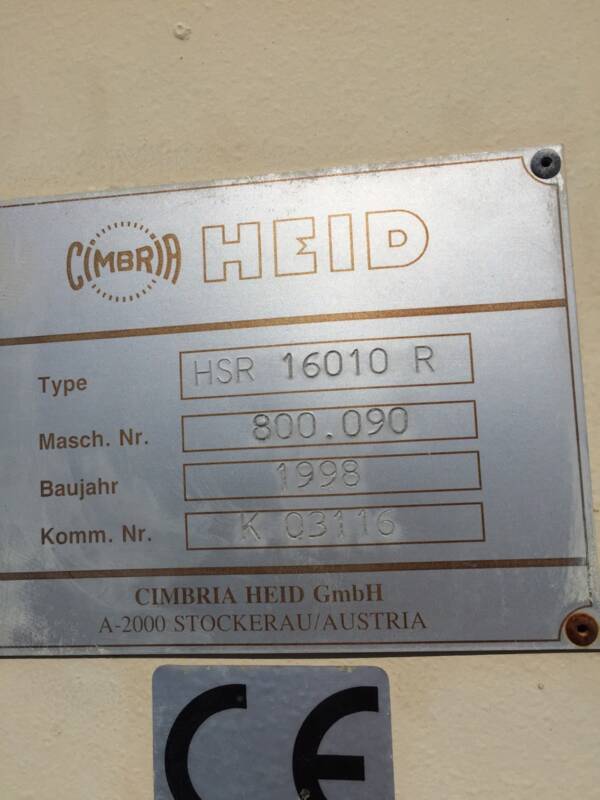 CIMBRIA HEID
Type HSR 16010 R
Masch. Nr. 800.090
Baujahr 1998
Komm. Nr. K 03116
CIMBRIA HEID GmbH
A-2000 STOCKERAU/AUSTRIA
CE